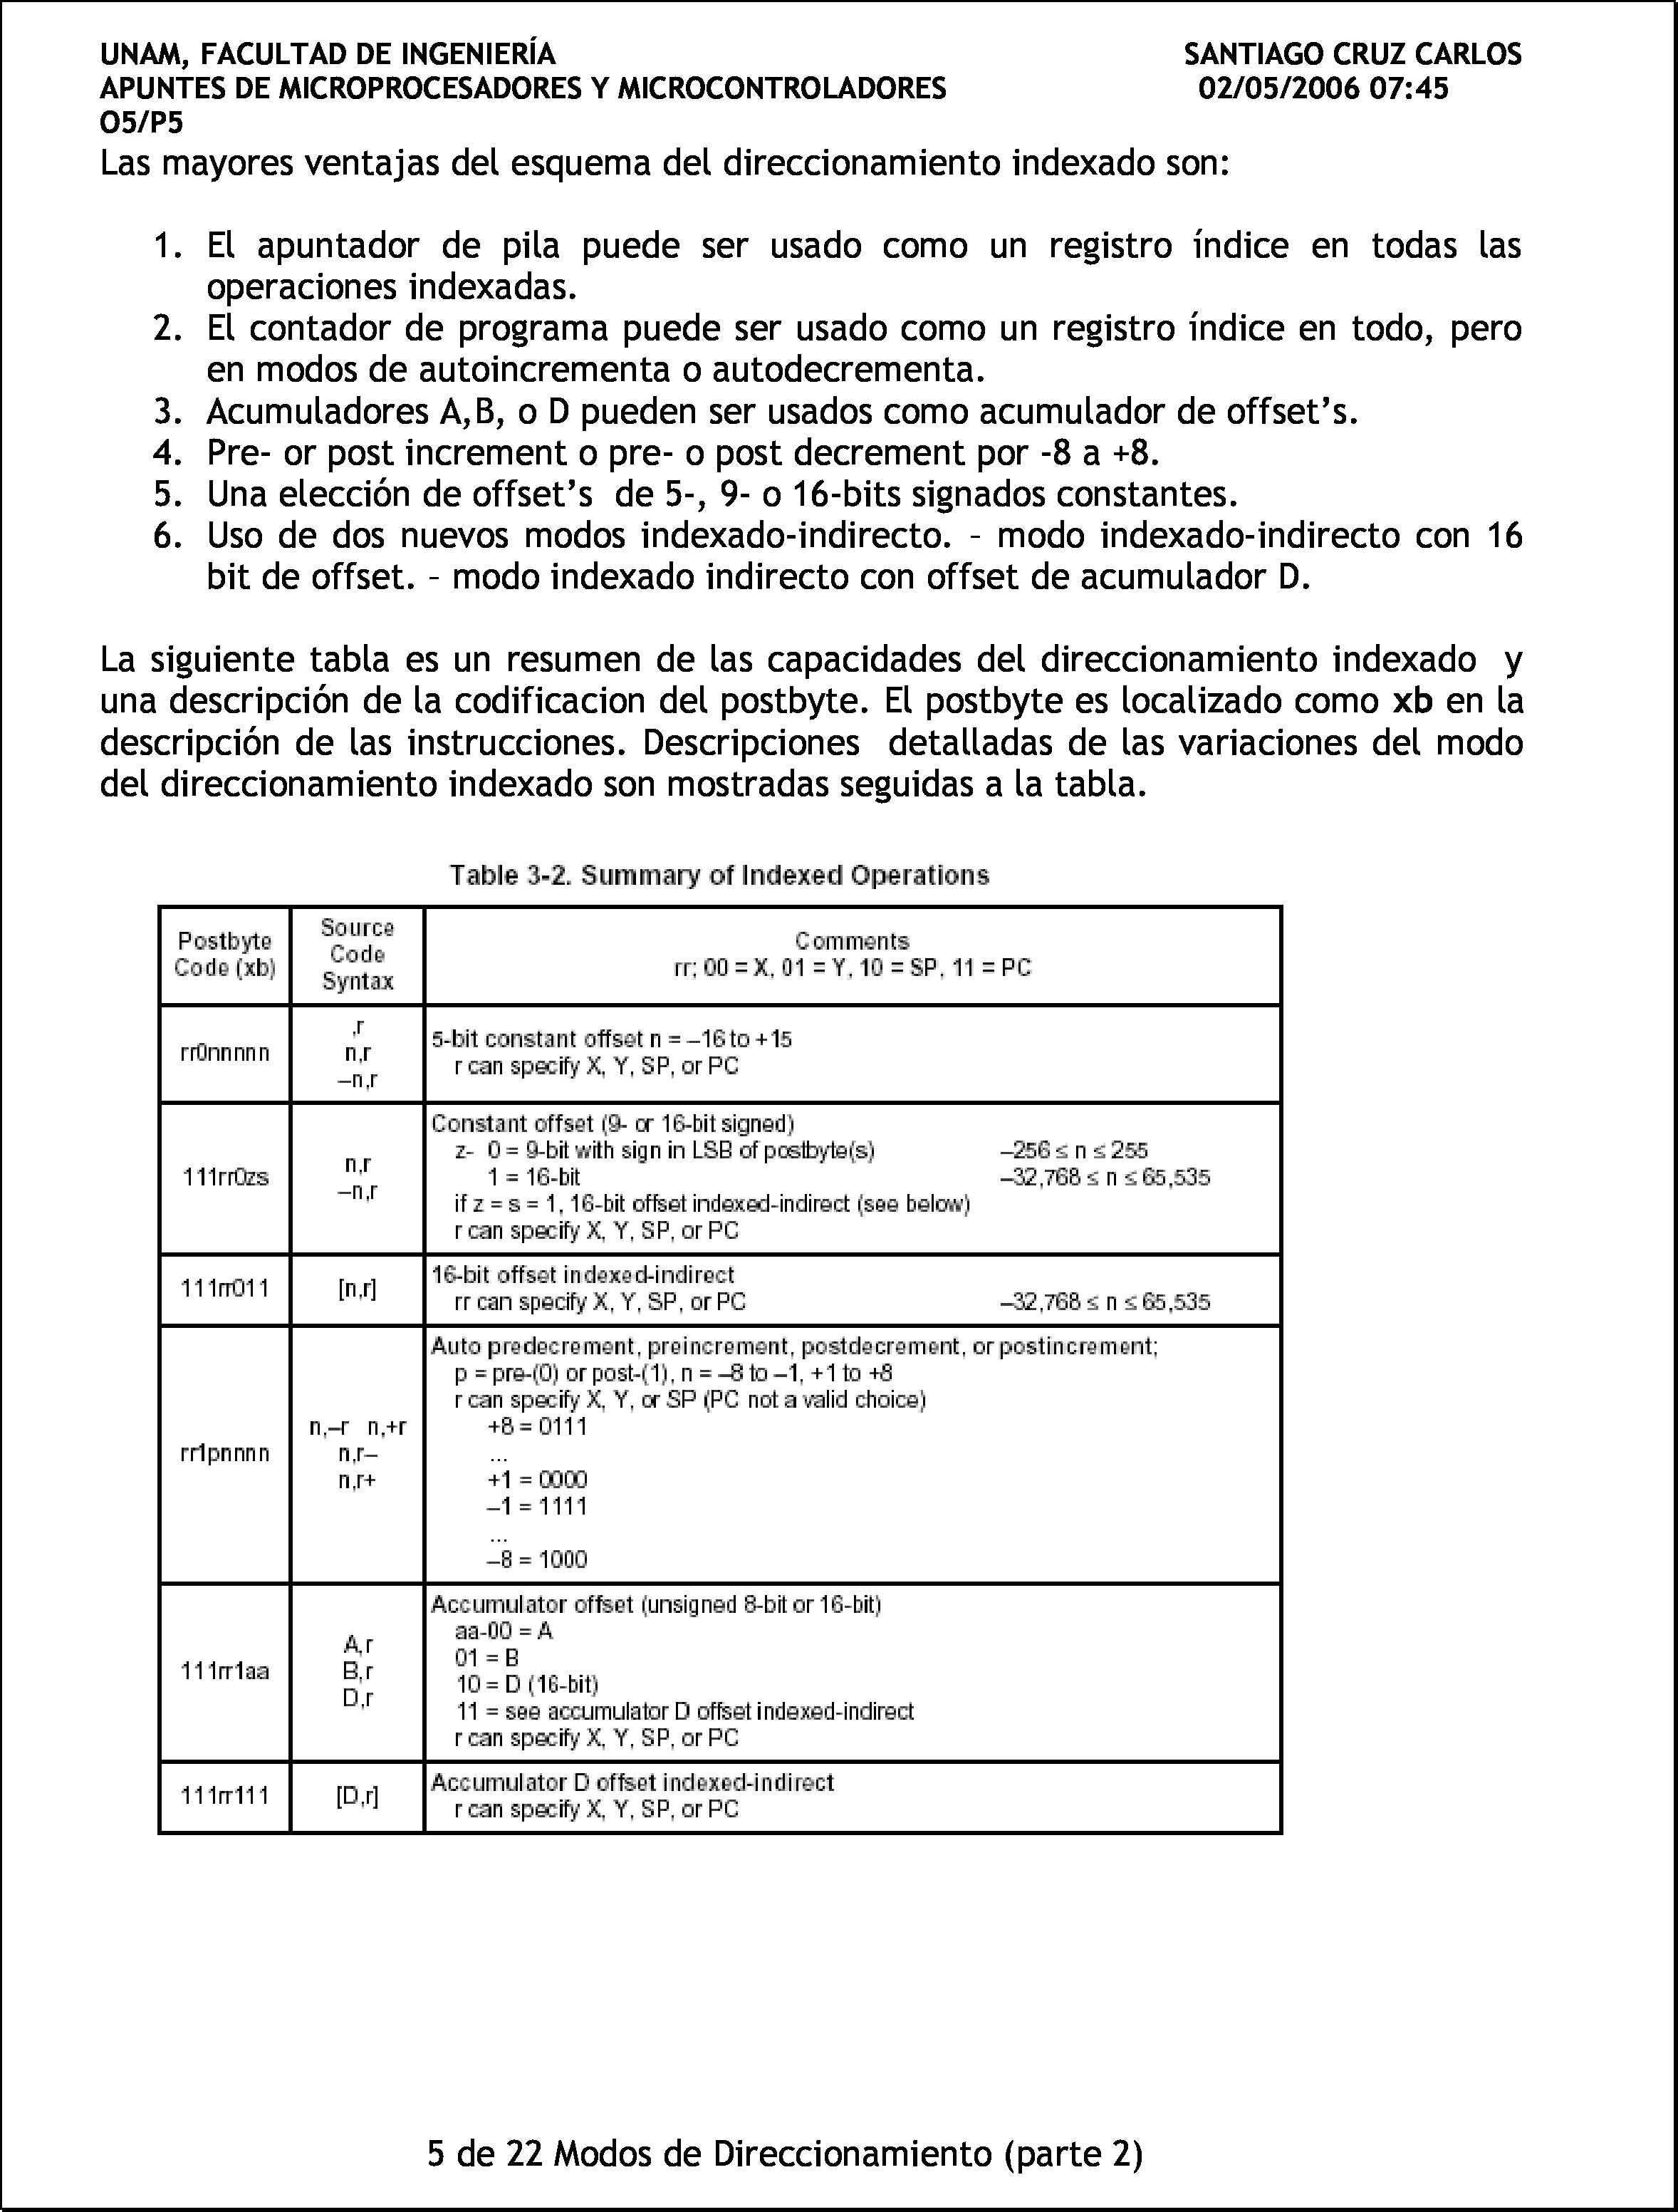 UNAM, FACULTAD DE INGENIERÍA SANTIAGO CRUZ CARLOS
APUNTES DE MICROPROCESADORES Y MICROCONTROLADORES 02/05/2006 07:45
O5/P5
Las mayores ventajas del esquema del direccionamiento indexado son:
1. El apuntador de pila puede ser usado como un registro índice en todas las
operaciones indexadas.
2. El contador de programa puede ser usado como un registro índice en todo, pero
en modos de autoincrementa o autodecrementa.
3. Acumuladores A,B, o D pueden ser usados como acumulador de offset’s.
4. Pre- or post increment o pre- o post decrement por -8 a +8.
5. Una elección de offset’s de 5-, 9- o 16-bits signados constantes.
6. Uso de dos nuevos modos indexado-indirecto. – modo indexado-indirecto con 16
bit de offset. – modo indexado indirecto con offset de acumulador D.
La siguiente tabla es un resumen de las capacidades del direccionamiento indexado y
una descripción de la codificacion del postbyte. El postbyte es localizado como xb en la
descripción de las instrucciones. Descripciones detalladas de las variaciones del modo
del direccionamiento indexado son mostradas seguidas a la tabla.
Table 3-2. Summary of Indexed Operations
Postbyte
Code (xb)
Source
Code
Syntax
Comments
rr; 00 = X, 01 = Y, 10 = SP, 11 = PC
rr0nnnnn
,r
n,r
–n,r
5-bit constant offset n = –16 to +15
r can specify X, Y, SP, or PC
111rr0zs
n,r
–n,r
Constant offset (9- or 16-bit signed)
z- 0 = 9-bit with sign in LSB of postbyte(s) –256 ≤ n ≤ 255
1 = 16-bit –32,768 ≤ n ≤ 65,535
if z = s = 1, 16-bit offset indexed-indirect (see below)
r can specify X, Y, SP, or PC
111rr011
[n,r]
16-bit offset indexed-indirect
rr can specify X, Y, SP, or PC –32,768 ≤ n ≤ 65,535
rr1pnnnn
n,–r n,+r
n,r–
n,r+
Auto predecrement, preincrement, postdecrement, or postincrement;
p = pre-(0) or post-(1), n = –8 to –1, +1 to +8
r can specify X, Y, or SP (PC not a valid choice)
+8 = 0111
...
+1 = 0000
–1 = 1111
...
–8 = 1000
111rr1aa
A,r
B,r
D,r
Accumulator offset (unsigned 8-bit or 16-bit)
aa-00 = A
01 = B
10 = D (16-bit)
11 = see accumulator D offset indexed-indirect
r can specify X, Y, SP, or PC
111rr111
[D,r]
Accumulator D offset indexed-indirect
r can specify X, Y, SP, or PC
5 de 22 Modos de Direccionamiento (parte 2)